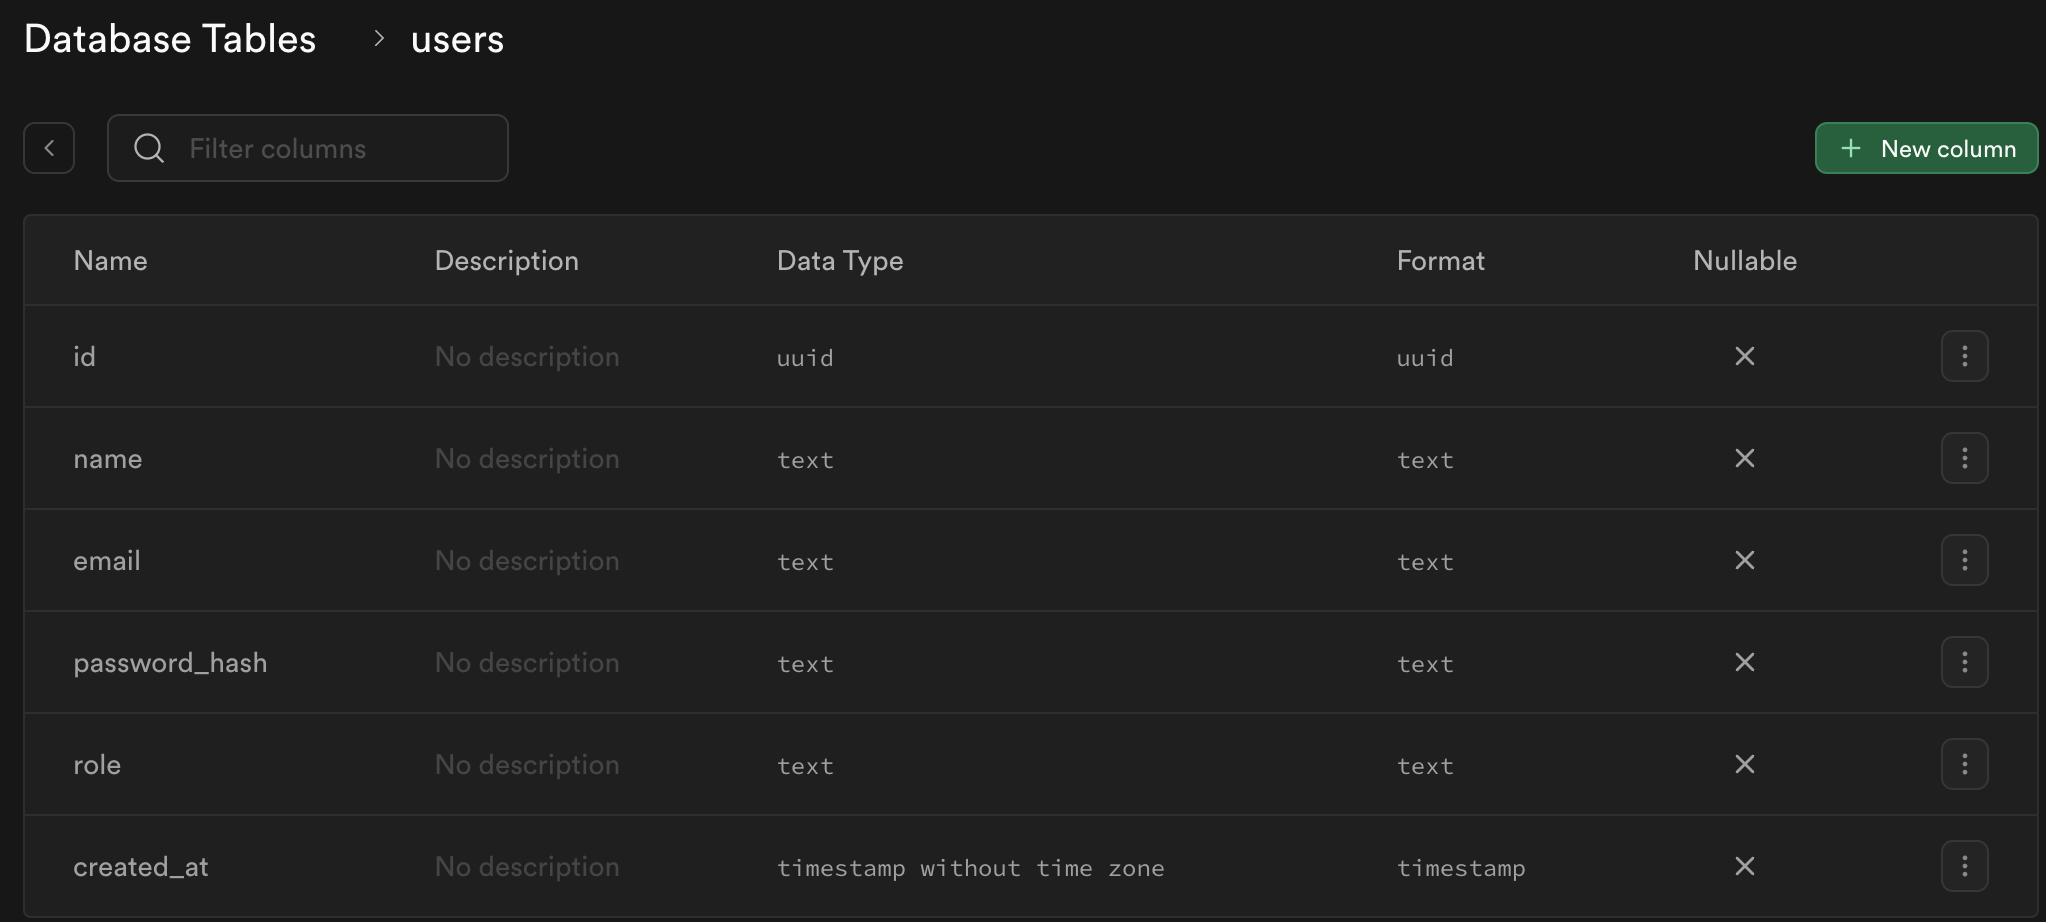 Database Tables > users
Filter columns
+ New column
Name Description Data Type Format Nullable
id No description uuid uuid
name No description text text
email No description text text
password_hash No description text text
role No description text text
created_at No description timestamp without time zone timestamp